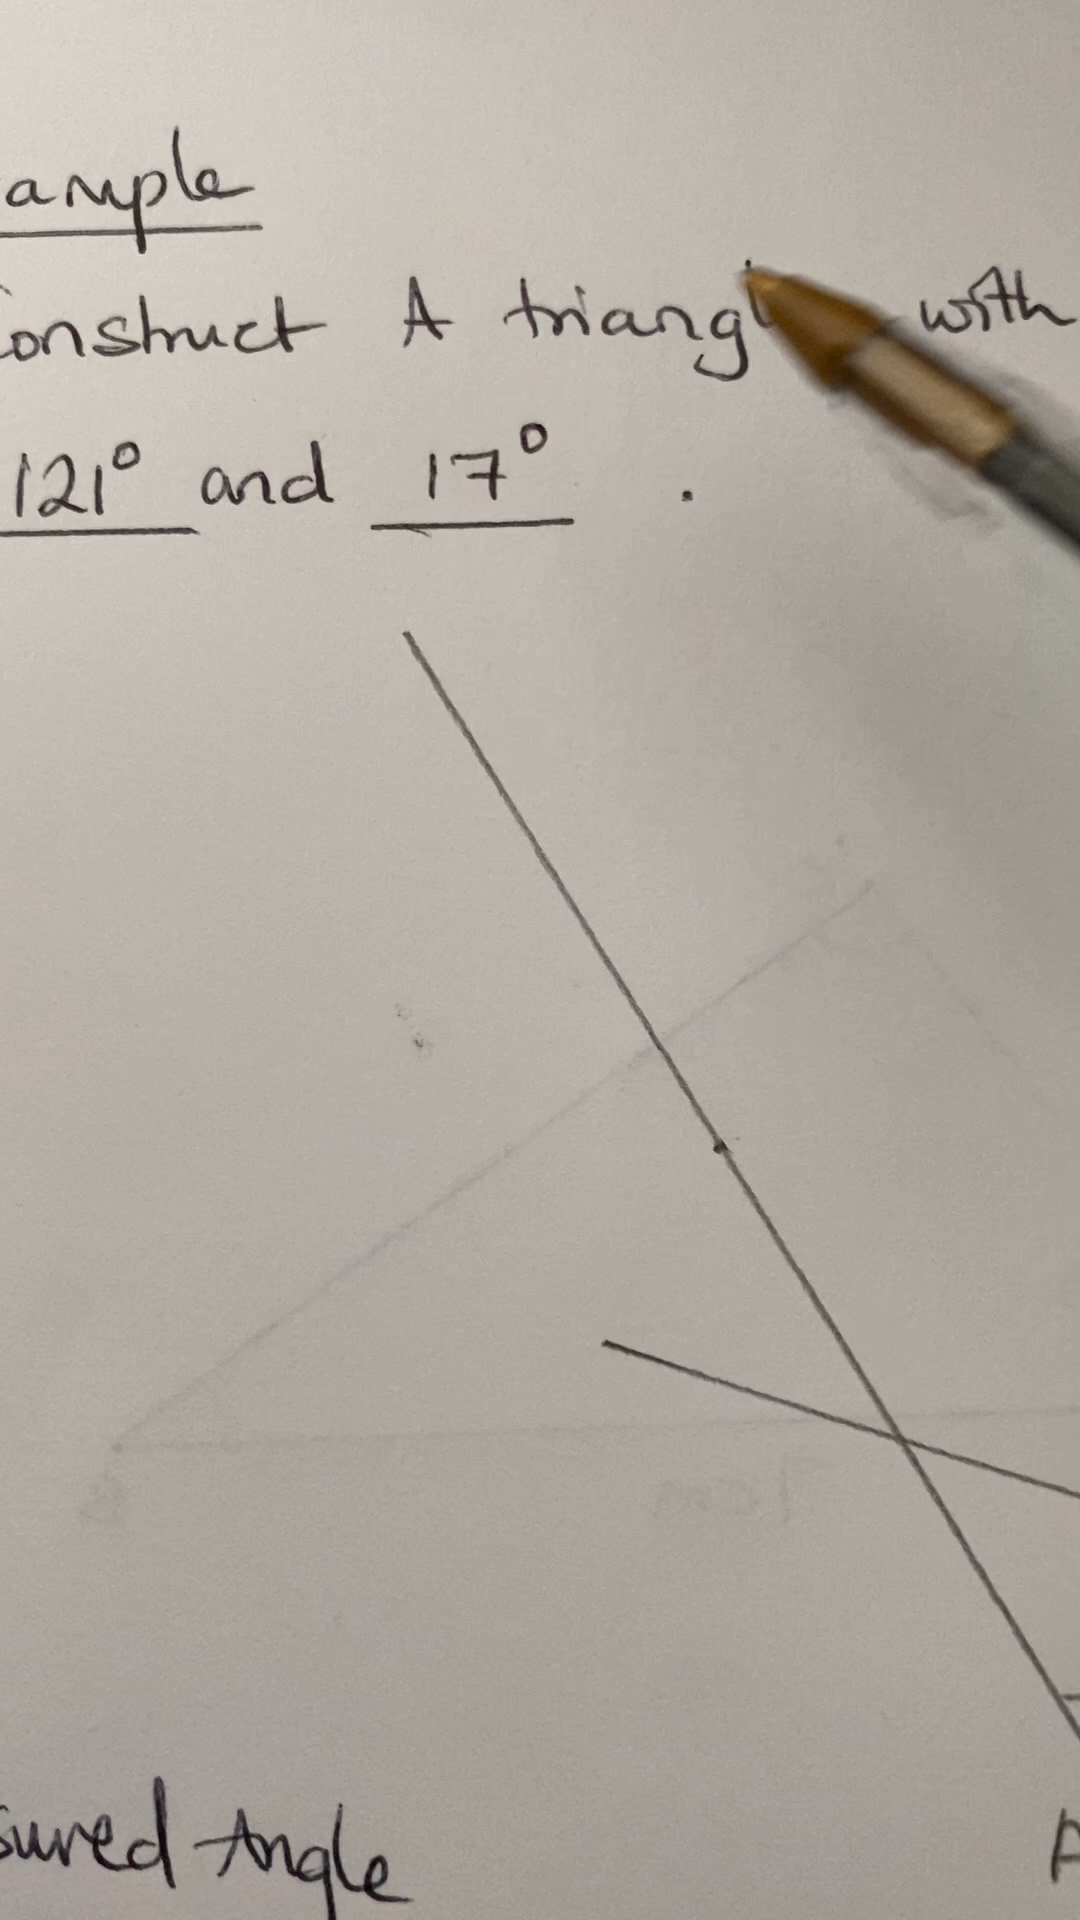 ample
onstruct A triang with
121° and 17° .
sured Angle
A